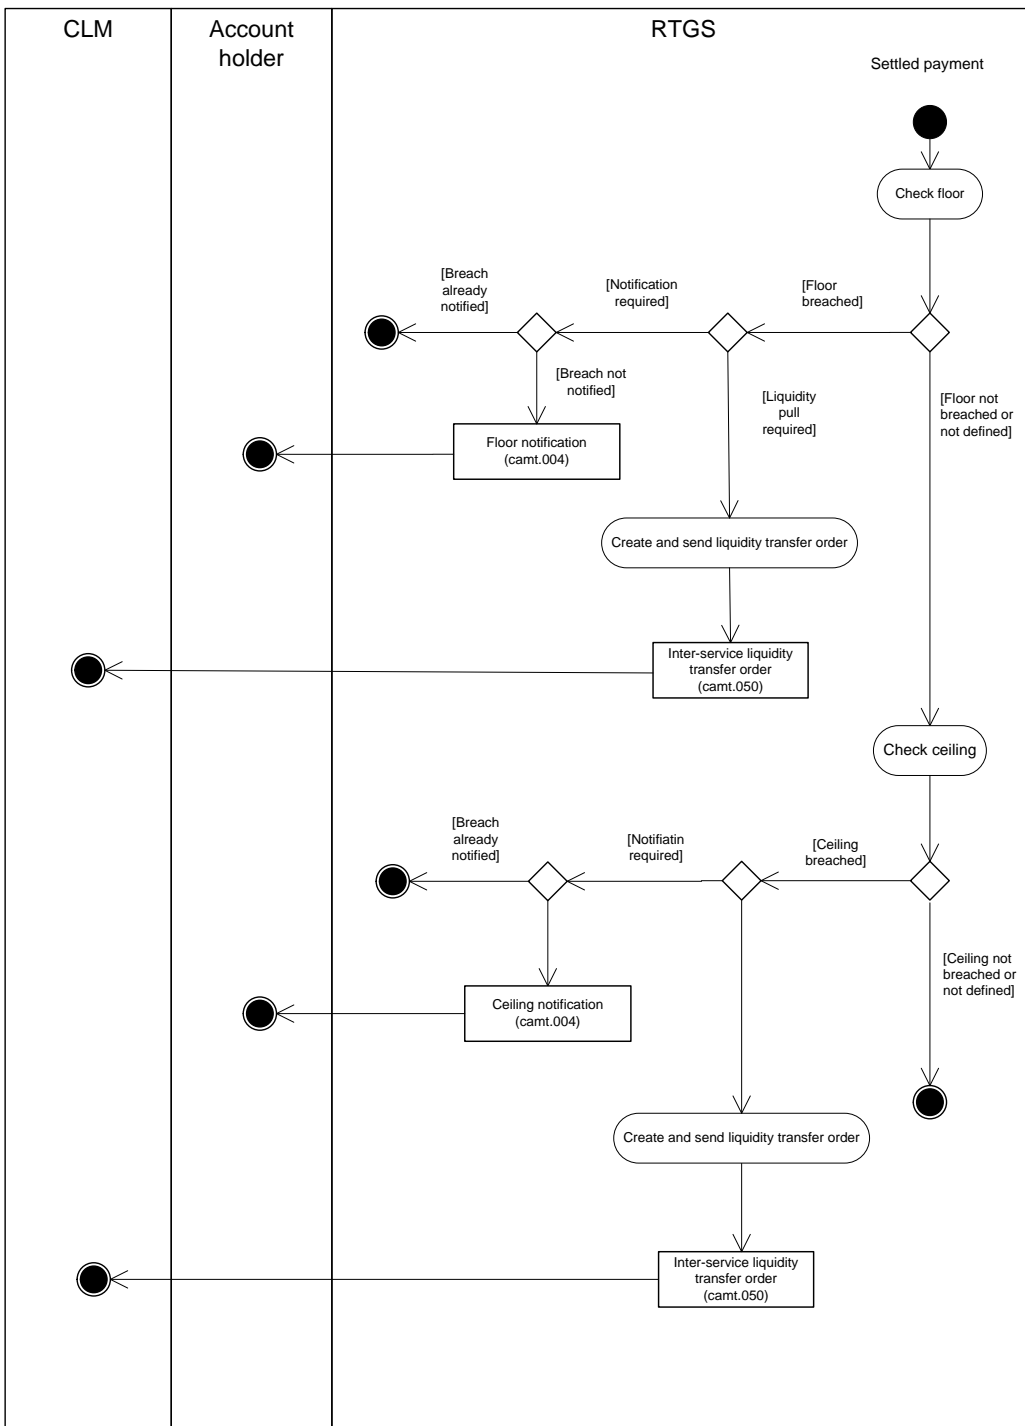 CLM
Account
holder
RTGS
Settled payment
Check floor
[Breach
already
notified]
[Notification
required]
[Floor
breached]
[Breach not
notified]
[Liquidity
pull
required]
[Floor not
breached or
not defined]
Floor notification
(camt.004)
Create and send liquidity transfer order
Inter-service liquidity
transfer order
(camt.050)
Check ceiling
[Breach
already
notified]
[Notifiatin
required]
[Ceiling
breached]
[Ceiling not
breached or
not defined]
Ceiling notification
(camt.004)
Create and send liquidity transfer order
Inter-service liquidity
transfer order
(camt.050)